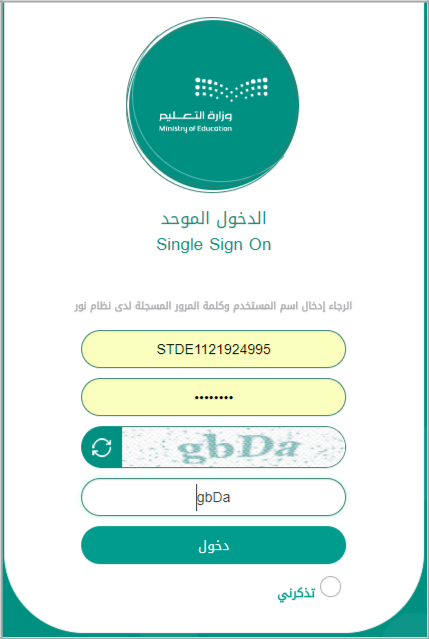 وزارة التعليم
Ministry of Education
الدخول الموحد
Single Sign On
الرجاء إدخال اسم المستخدم وكلمة المرور المسجلة لدى نظام نور
STDE1121924995
••••••••
gbDa
gbDa
دخول
تذكرني